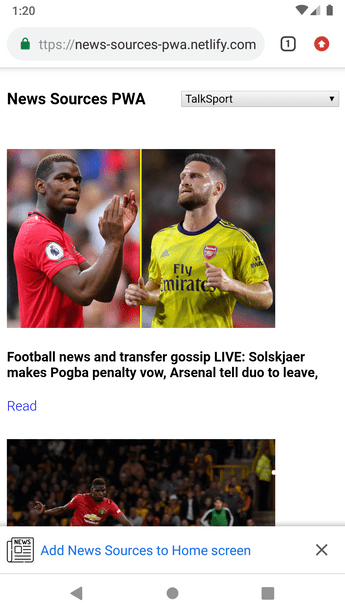 1:20
ttps://news-sources-pwa.netlify.com
1
News Sources PWA
TalkSport
Fly
Emirates
Football news and transfer gossip LIVE: Solskjaer
makes Pogba penalty vow, Arsenal tell duo to leave,
Read
NEWS
Add News Sources to Home screen